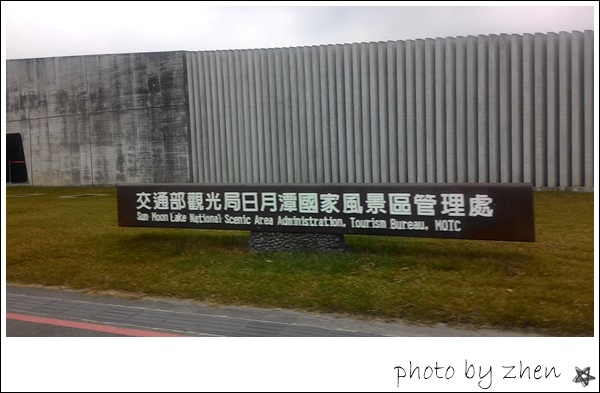 交通部觀光局日月潭國家風景區管理處
Sun Moon Lake National Scenic Area Administration, Tourism Bureau, MOTC
photo by zhen